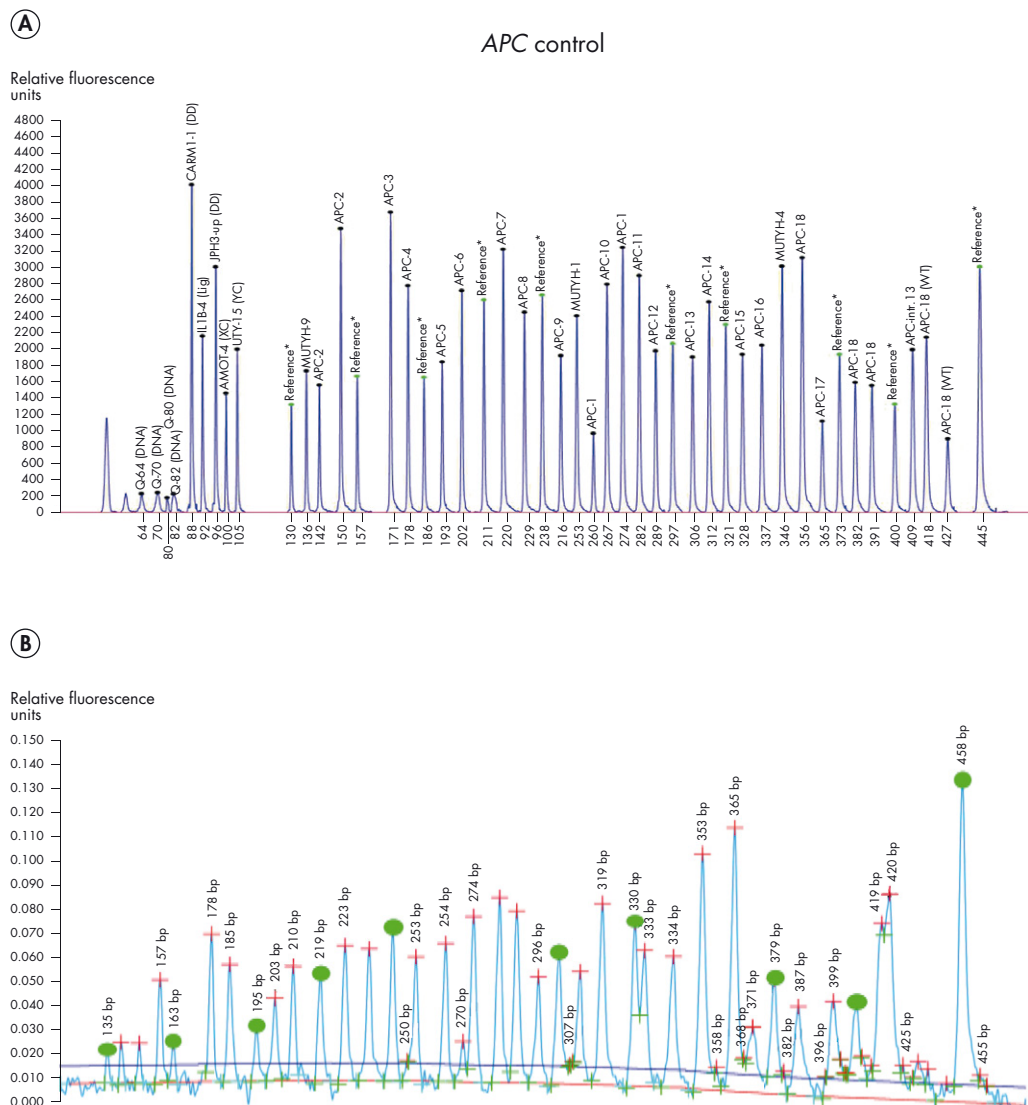 A
APC control
Relative fluorescence
units
4800
4600
4400
4200
4000
3800
3600
3400
3200
3000
2800
2600
2400
2200
2000
1800
1600
1400
1200
1000
800
600
400
200
0
Q-64 (DNA)
Q-70 (DNA)
Q-80 (DNA)
Q-82 (DNA)
CARM1-1 (DD)
IL1B-4 (Lig)
JPH3-up (DD)
AMOT-4 (XC)
UTY-15 (YC)
Reference*
MUTYH-9
APC-2
APC-2
Reference*
APC-3
APC-4
Reference*
APC-5
APC-6
Reference*
APC-7
APC-8
Reference*
APC-9
MUTYH-1
APC-1
APC-10
APC-1
APC-11
APC-12
Reference*
APC-13
APC-14
Reference*
APC-15
APC-16
MUTYH-4
APC-18
APC-17
Reference*
APC-18
APC-18
Reference*
APC-intr. 13
APC-18 (WT)
APC-18 (WT)
Reference*
64
70
80
82
88
92
96
100
105
130
136
142
150
157
171
178
186
193
202
211
220
229
238
216
253
260
267
274
282
289
297
306
312
321
328
337
346
356
365
373
382
391
400
409
418
427
445
B
Relative fluorescence
units
0.150
0.140
0.130
0.120
0.110
0.100
0.090
0.080
0.070
0.060
0.050
0.040
0.030
0.020
0.010
0.000
135 bp
157 bp
163 bp
178 bp
185 bp
195 bp
203 bp
210 bp
219 bp
223 bp
250 bp
253 bp
254 bp
270 bp
274 bp
296 bp
307 bp
319 bp
330 bp
333 bp
334 bp
353 bp
358 bp
365 bp
368 bp
371 bp
379 bp
382 bp
387 bp
396 bp
399 bp
419 bp
420 bp
425 bp
458 bp
455 bp